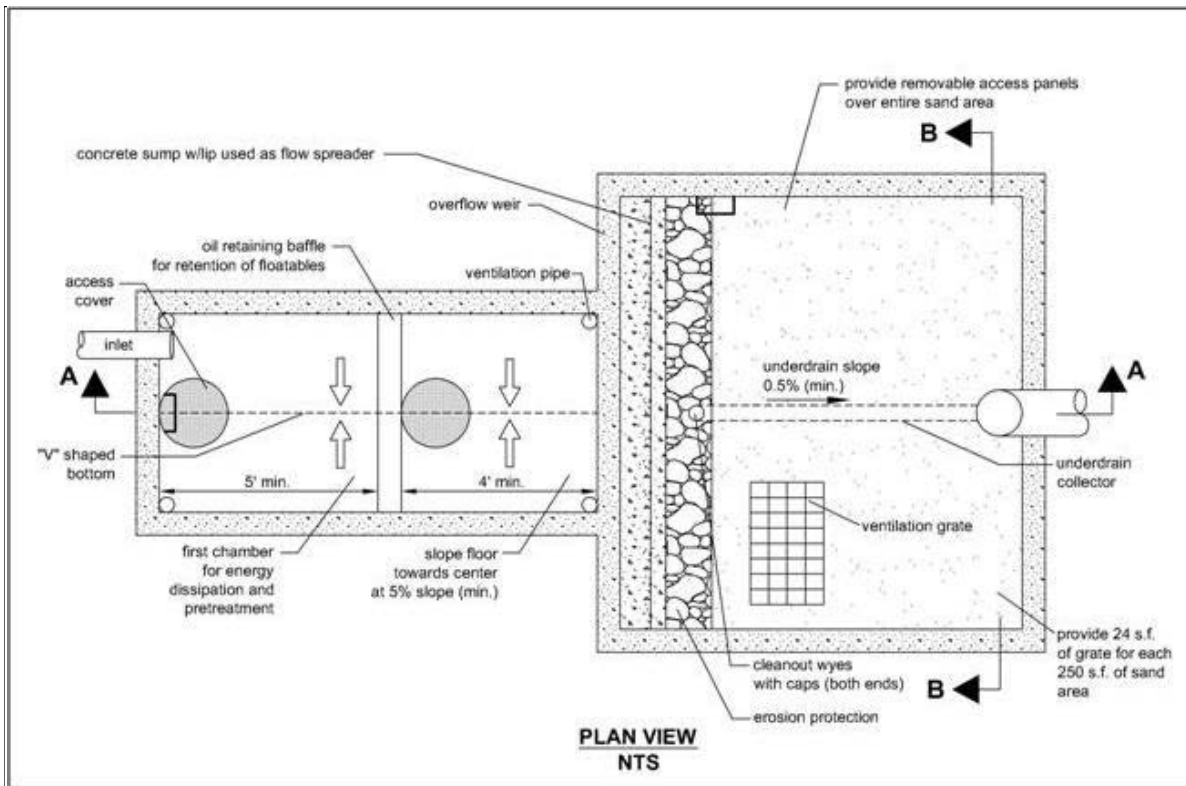 provide removable access panels
over entire sand area
B
concrete sump w/lip used as flow spreader
overflow weir
oil retaining baffle
for retention of floatables
ventilation pipe
access
cover
inlet
A
underdrain slope
0.5% (min.)
A
"V" shaped
bottom
5' min.
4' min.
underdrain
collector
ventilation grate
first chamber
for energy
dissipation and
pretreatment
slope floor
towards center
at 5% slope (min.)
cleanout wyes
with caps (both ends)
B
provide 24 s.f.
of grate for each
250 s.f. of sand
area
erosion protection
PLAN VIEW
NTS